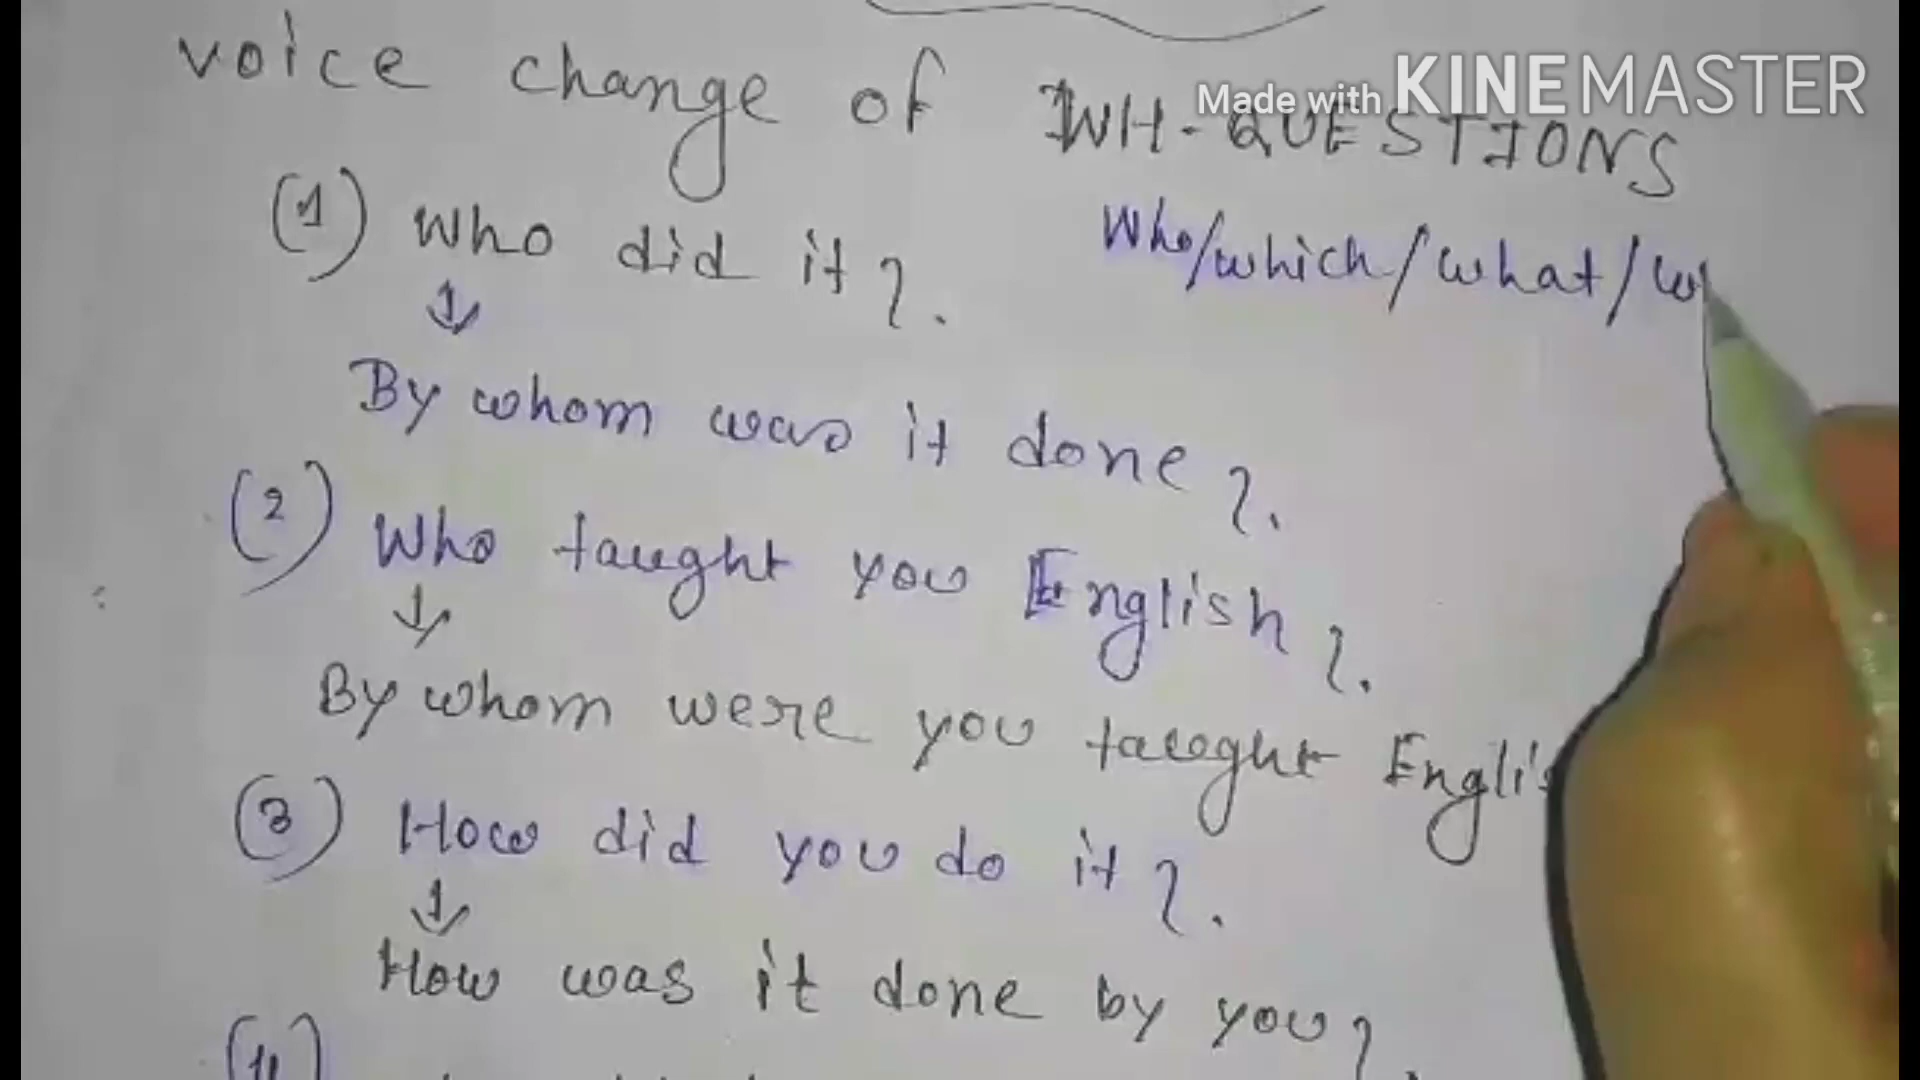 voice change of WH-QUESTIONS
Made with KINEMASTER
(1) Who did it?
Who/which/what/w
By whom was it done?
(2) Who taught you English?
By whom were you taught Englis
(3) How did you do it?
How was it done by you?
(4)